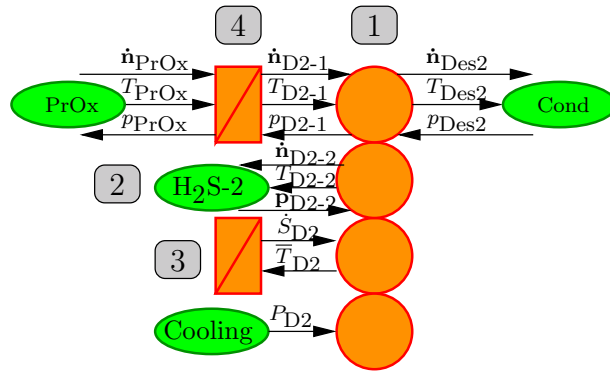 4 1
ṅPrOx ṅD2-1 ṅDes2
PrOx TPrOx TD2-1 TDes2 Cond
pPrOx pD2-1 pDes2
ṅD2-2
2 H2S-2 TD2-2
pD2-2
ṠD2
3 T̅D2
Cooling PD2